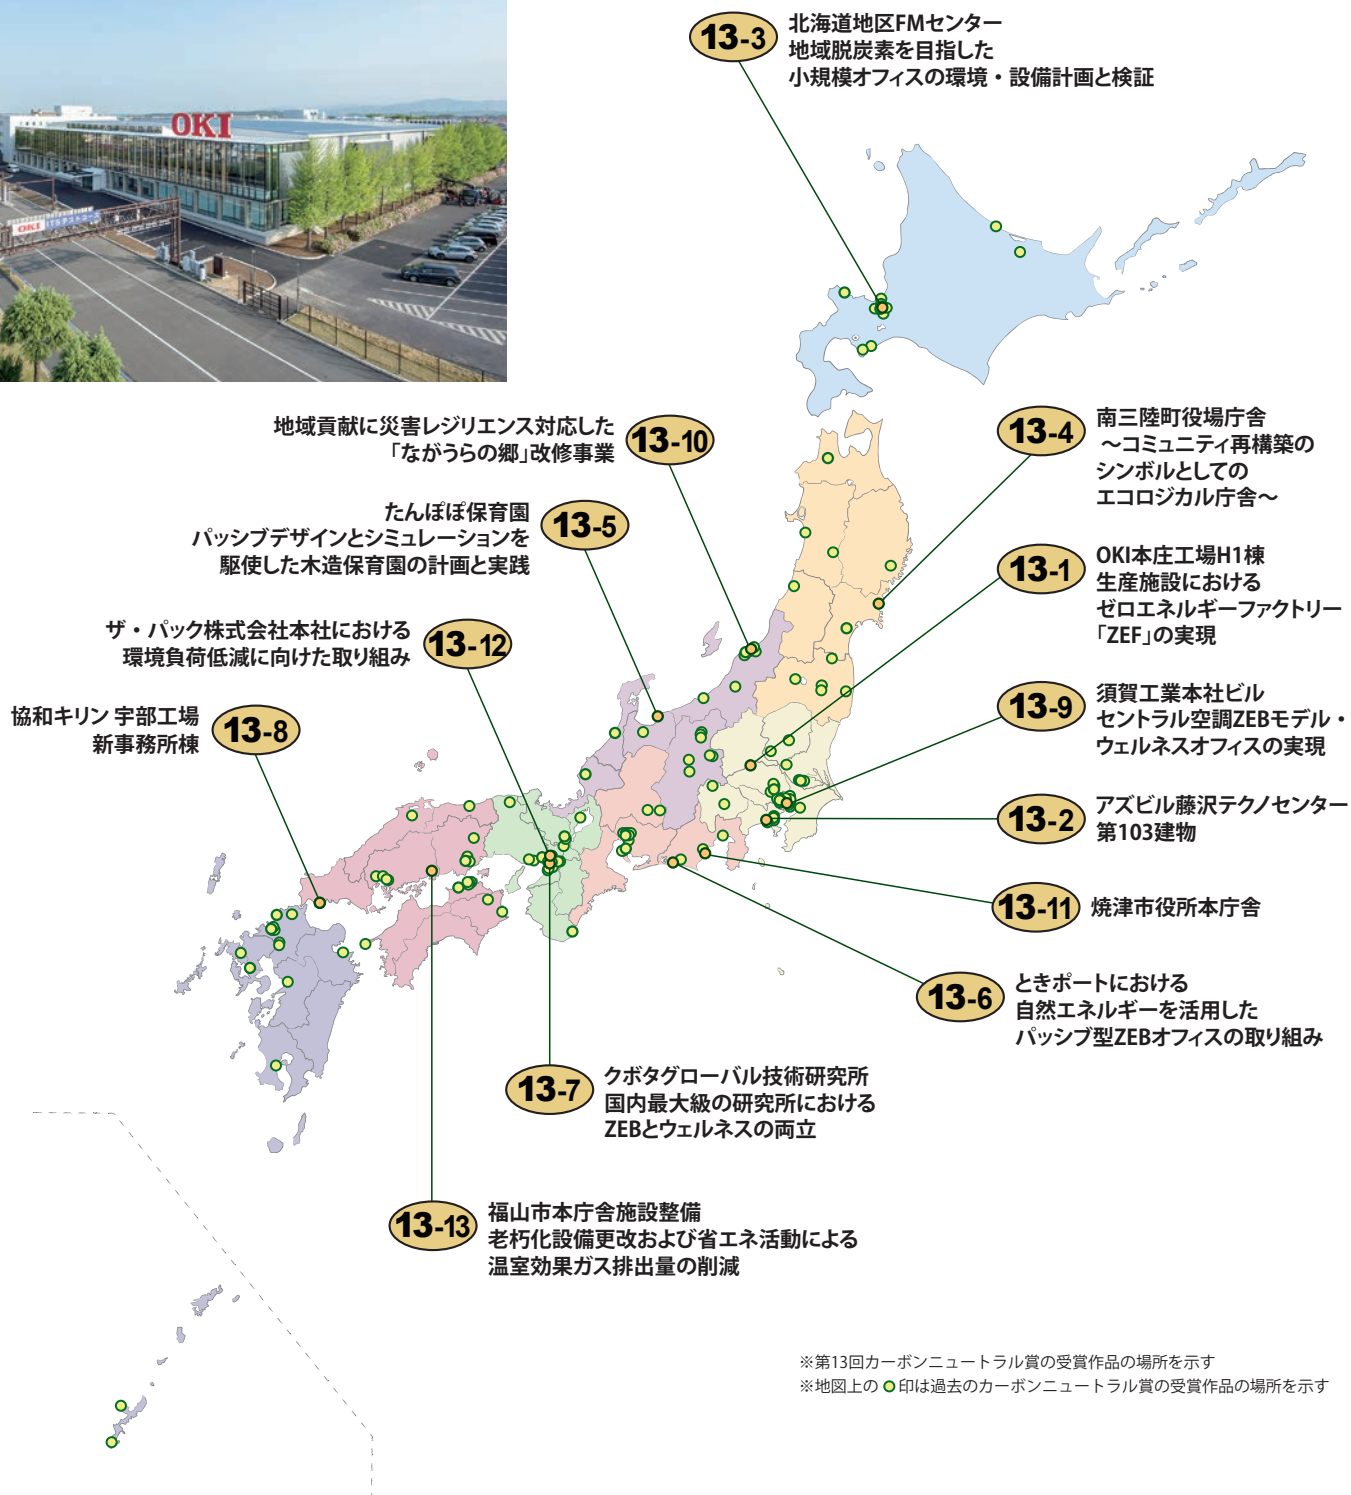 OKI
OKI ITSテストコース
13-3
北海道地区FMセンター
地域脱炭素を目指した
小規模オフィスの環境・設備計画と検証
地域貢献に災害レジリエンス対応した
「ながうらの郷」改修事業
13-10
13-4
南三陸町役場庁舎
～コミュニティ再構築の
シンボルとしての
エコロジカル庁舎～
たんぽぽ保育園
パッシブデザインとシミュレーションを
駆使した木造保育園の計画と実践
13-5
13-1
OKI本庄工場H1棟
生産施設における
ゼロエネルギーファクトリー
「ZEF」の実現
ザ・パック株式会社本社における
環境負荷低減に向けた取り組み
13-12
13-9
須賀工業本社ビル
セントラル空調ZEBモデル・
ウェルネスオフィスの実現
協和キリン 宇部工場
新事務所棟
13-8
13-2
アズビル藤沢テクノセンター
第103建物
13-11
焼津市役所本庁舎
13-6
ときポートにおける
自然エネルギーを活用した
パッシブ型ZEBオフィスの取り組み
13-7
クボタグローバル技術研究所
国内最大級の研究所における
ZEBとウェルネスの両立
13-13
福山市本庁舎施設整備
老朽化設備更改および省エネ活動による
温室効果ガス排出量の削減
※第13回カーボンニュートラル賞の受賞作品の場所を示す
※地図上の 印は過去のカーボンニュートラル賞の受賞作品の場所を示す